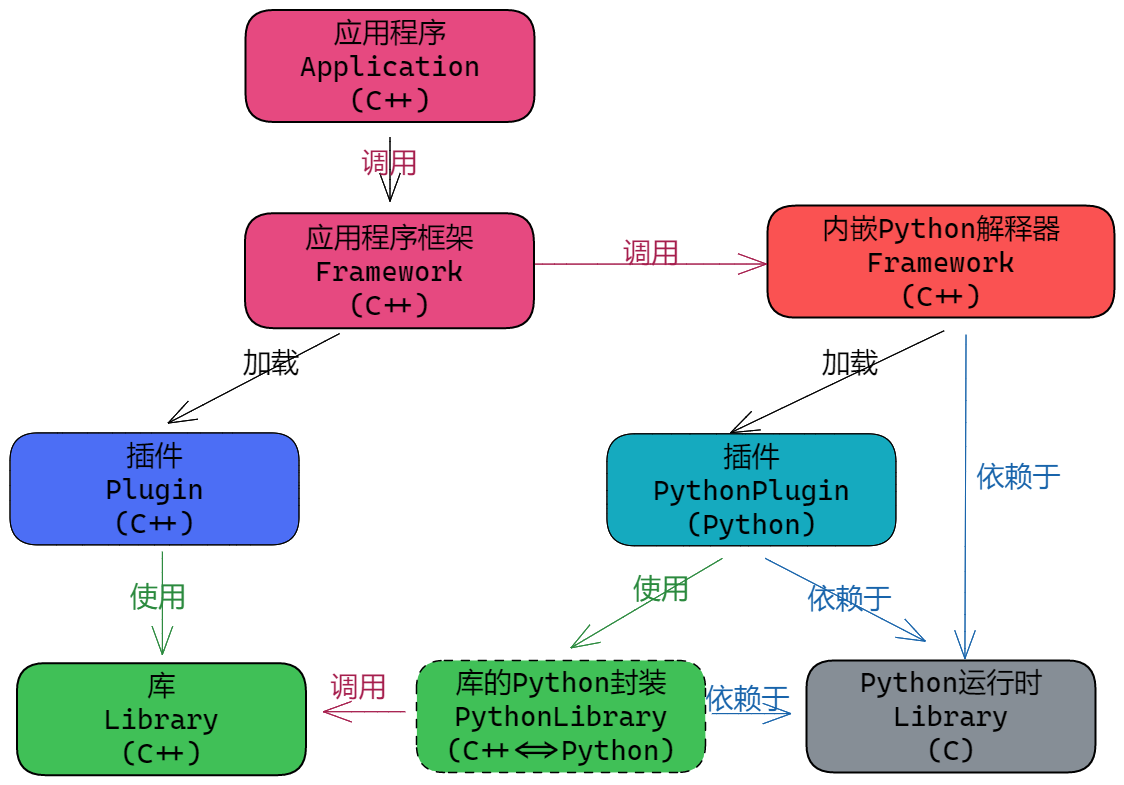 应用程序
Application
(C++)
调用
应用程序框架
Framework
(C++)
调用
内嵌Python解释器
Framework
(C++)
加载
加载
插件
Plugin
(C++)
插件
PythonPlugin
(Python)
依赖于
使用
使用
依赖于
库
Library
(C++)
调用
库的Python封装
PythonLibrary
(C++⇔Python)
依赖于
Python运行时
Library
(C)